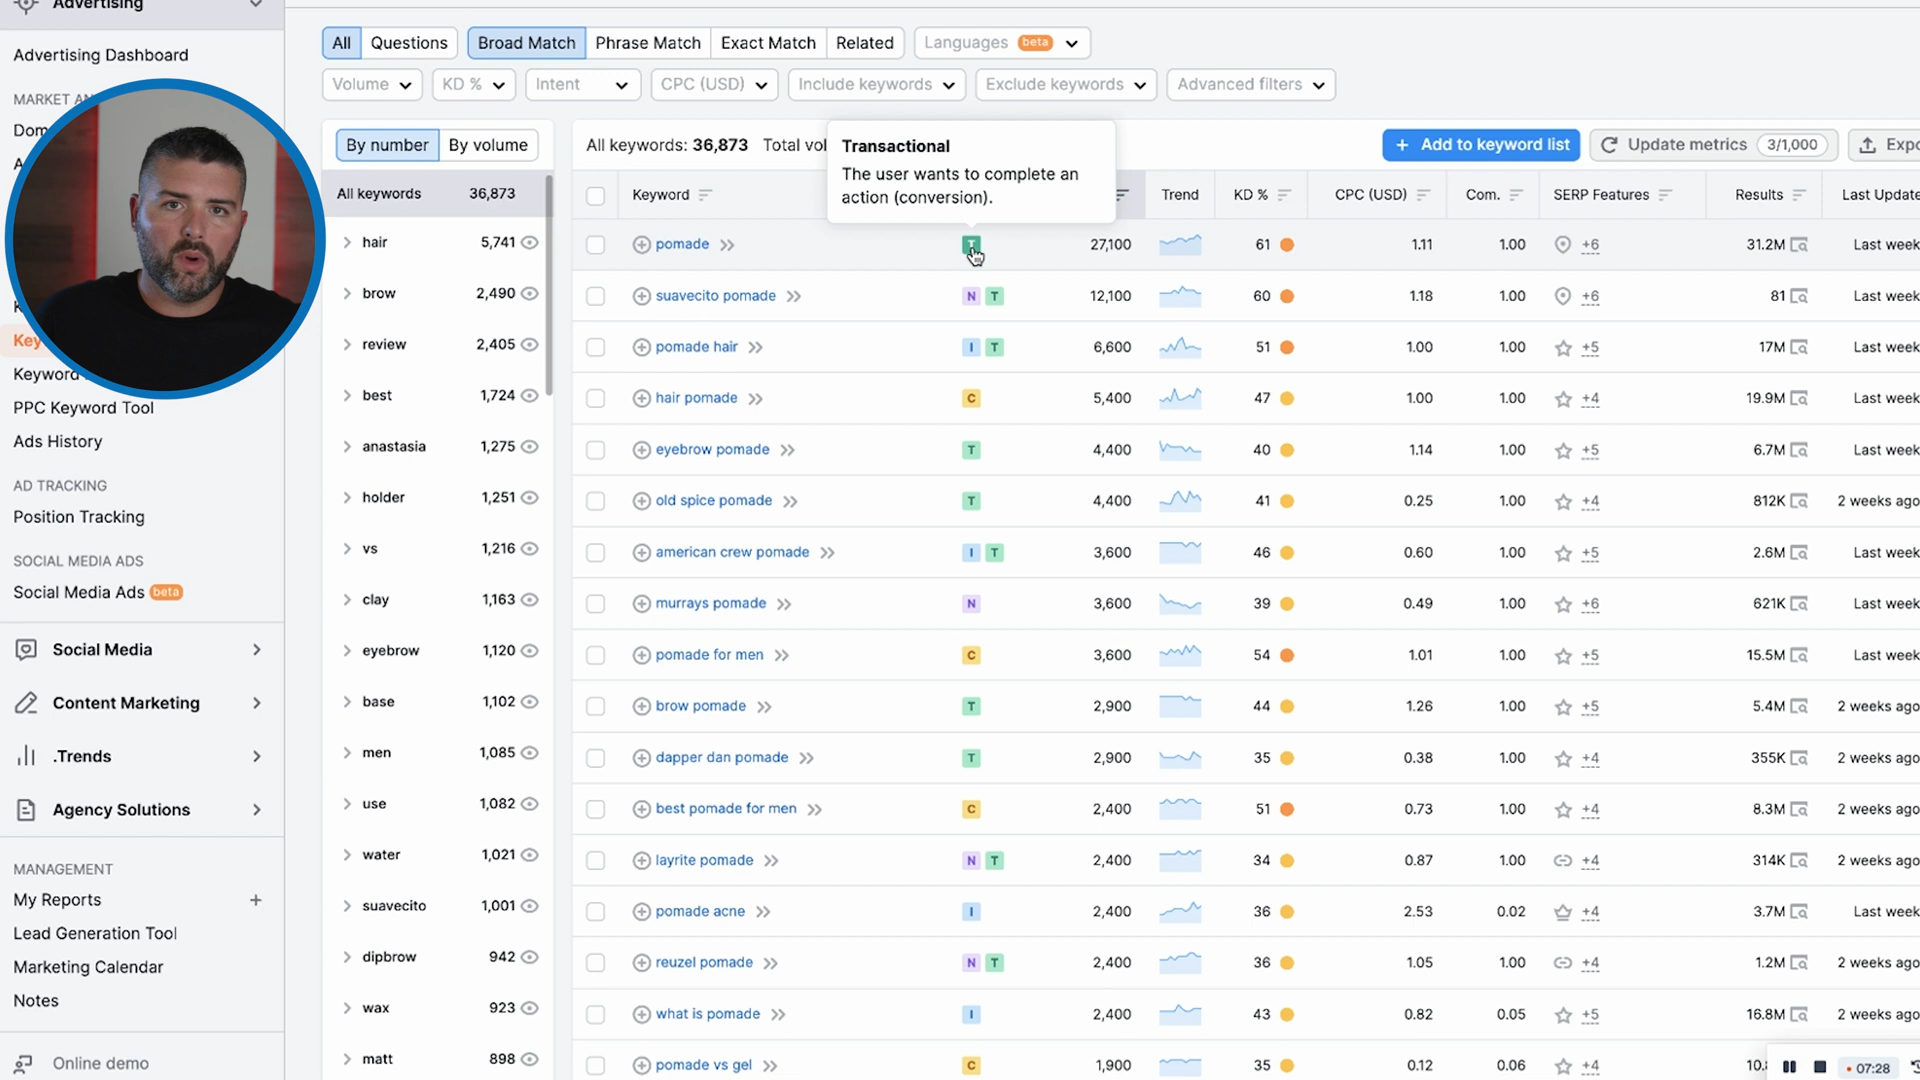 Advertising
All Questions Broad Match Phrase Match Exact Match Related Languages beta
Advertising Dashboard
Volume KD % Intent CPC (USD) Include keywords Exclude keywords Advanced filters
MARKET AN
Dom
By number By volume
All keywords: 36,873 Total vol
Transactional
The user wants to complete an
action (conversion).
+ Add to keyword list
Update metrics 3/1,000
Expo
All keywords 36,873
Keyword Trend KD % CPC (USD) Com. SERP Features Results Last Update
hair 5,741
pomade T 27,100 61 1.11 1.00 +6 31.2M Last week
brow 2,490
suavecito pomade N T 12,100 60 1.18 1.00 +6 81 Last week
review 2,405
pomade hair I T 6,600 51 1.00 1.00 +5 17M Last week
best 1,724
hair pomade C 5,400 47 1.00 1.00 +4 19.9M Last week
anastasia 1,275
eyebrow pomade T 4,400 40 1.14 1.00 +5 6.7M Last week
holder 1,251
old spice pomade T 4,400 41 0.25 1.00 +4 812K 2 weeks ago
vs 1,216
american crew pomade I T 3,600 46 0.60 1.00 +5 2.6M Last week
clay 1,163
murrays pomade N 3,600 39 0.49 1.00 +6 621K Last week
eyebrow 1,120
pomade for men C 3,600 54 1.01 1.00 +5 15.5M Last week
base 1,102
brow pomade T 2,900 44 1.26 1.00 +5 5.4M 2 weeks ago
men 1,085
dapper dan pomade T 2,900 35 0.38 1.00 +4 355K 2 weeks ago
use 1,082
best pomade for men C 2,400 51 0.73 1.00 +4 8.3M 2 weeks ago
water 1,021
layrite pomade N T 2,400 34 0.87 1.00 +4 314K 2 weeks ago
suavecito 1,001
pomade acne I 2,400 36 2.53 0.02 +4 3.7M Last week
dipbrow 942
reuzel pomade N T 2,400 36 1.05 1.00 +4 1.2M 2 weeks ago
wax 923
what is pomade I 2,400 43 0.82 0.05 +5 16.8M 2 weeks ago
matt 898
pomade vs gel C 1,900 35 0.12 0.06 +4 10.
Key
Keyword
PPC Keyword Tool
Ads History
AD TRACKING
Position Tracking
SOCIAL MEDIA ADS
Social Media Ads beta
Social Media
Content Marketing
.Trends
Agency Solutions
MANAGEMENT
My Reports +
Lead Generation Tool
Marketing Calendar
Notes
Online demo
07:28